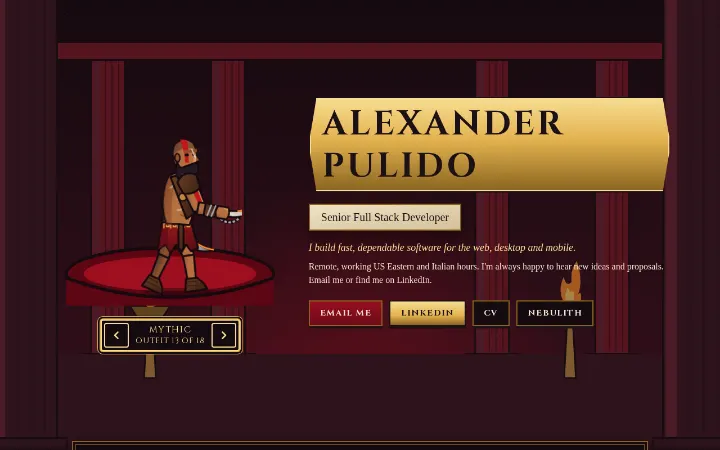 ALEXANDER
PULIDO
Senior Full Stack Developer
I build fast, dependable software for the web, desktop and mobile.
Remote, working US Eastern and Italian hours. I'm always happy to hear new ideas and proposals.
Email me or find me on LinkedIn.
EMAIL ME
LINKEDIN
CV
NEBULITH
MYTHIC
OUTFIT 13 OF 18